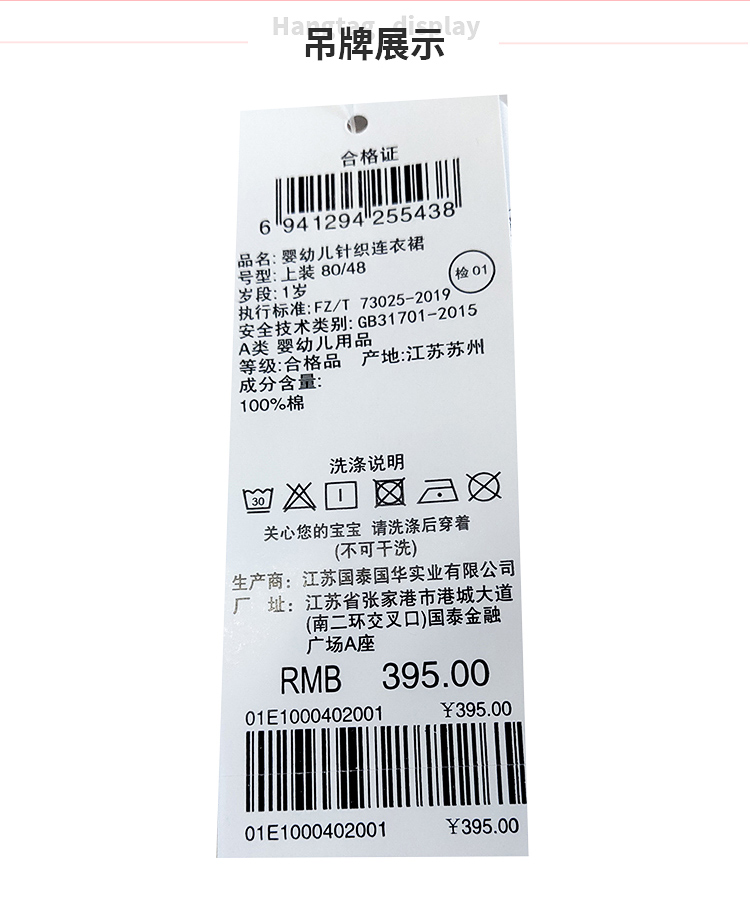 Hangtag display
吊牌展示
合格证
6 941294 255438
品名: 婴幼儿针织连衣裙
号型: 上装 80/48
检 01
岁段: 1岁
执行标准: FZ/T 73025-2019
安全技术类别: GB31701-2015
A类 婴幼儿用品
等级:合格品 产地:江苏苏州
成分含量:
100%棉
洗涤说明
30
关心您的宝宝 请洗涤后穿着
(不可干洗)
生产商: 江苏国泰国华实业有限公司
厂 址: 江苏省张家港市港城大道
(南二环交叉口)国泰金融
广场A座
RMB 395.00
01E1000402001 ¥395.00
01E1000402001 ¥395.00